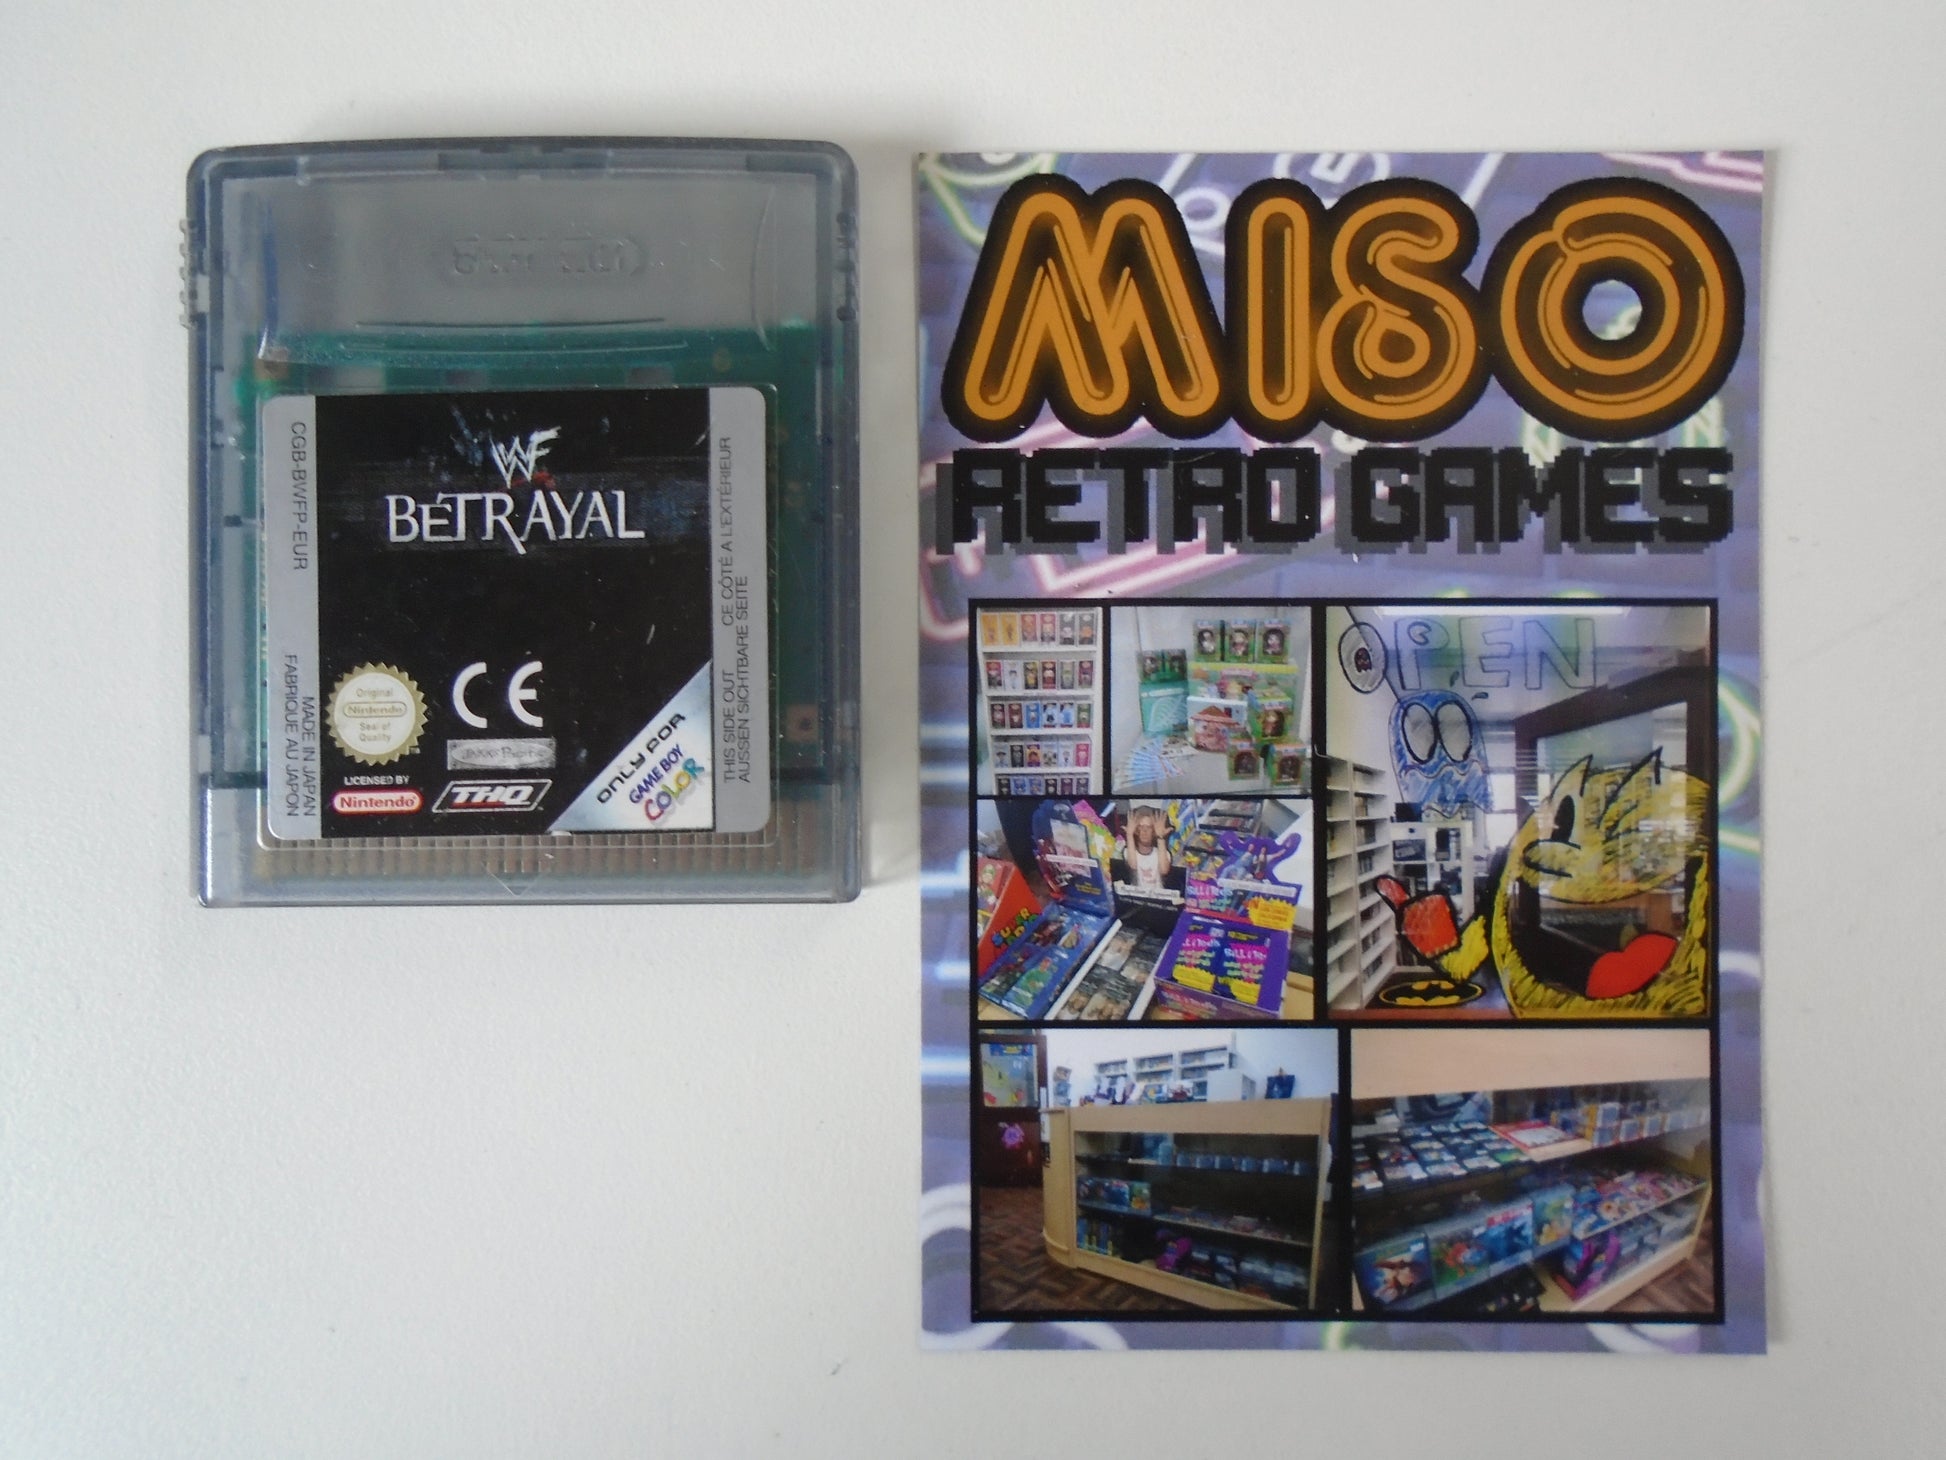 CGB-BWFP-EUR
MADE IN JAPAN
FABRIQUE AU JAPON
WF
BETRAYAL
Original
Nintendo
Seal of
Quality
CE
JAKKS Pacific
LICENSED BY
Nintendo
THQ
ONLY FOR
GAME BOY
COLOR
THIS SIDE OUT CE CÔTÉ A L'EXTÉRIEUR
AUSSEN SICHTBARE SEITE
MISO
RETRO GAMES
OPEN